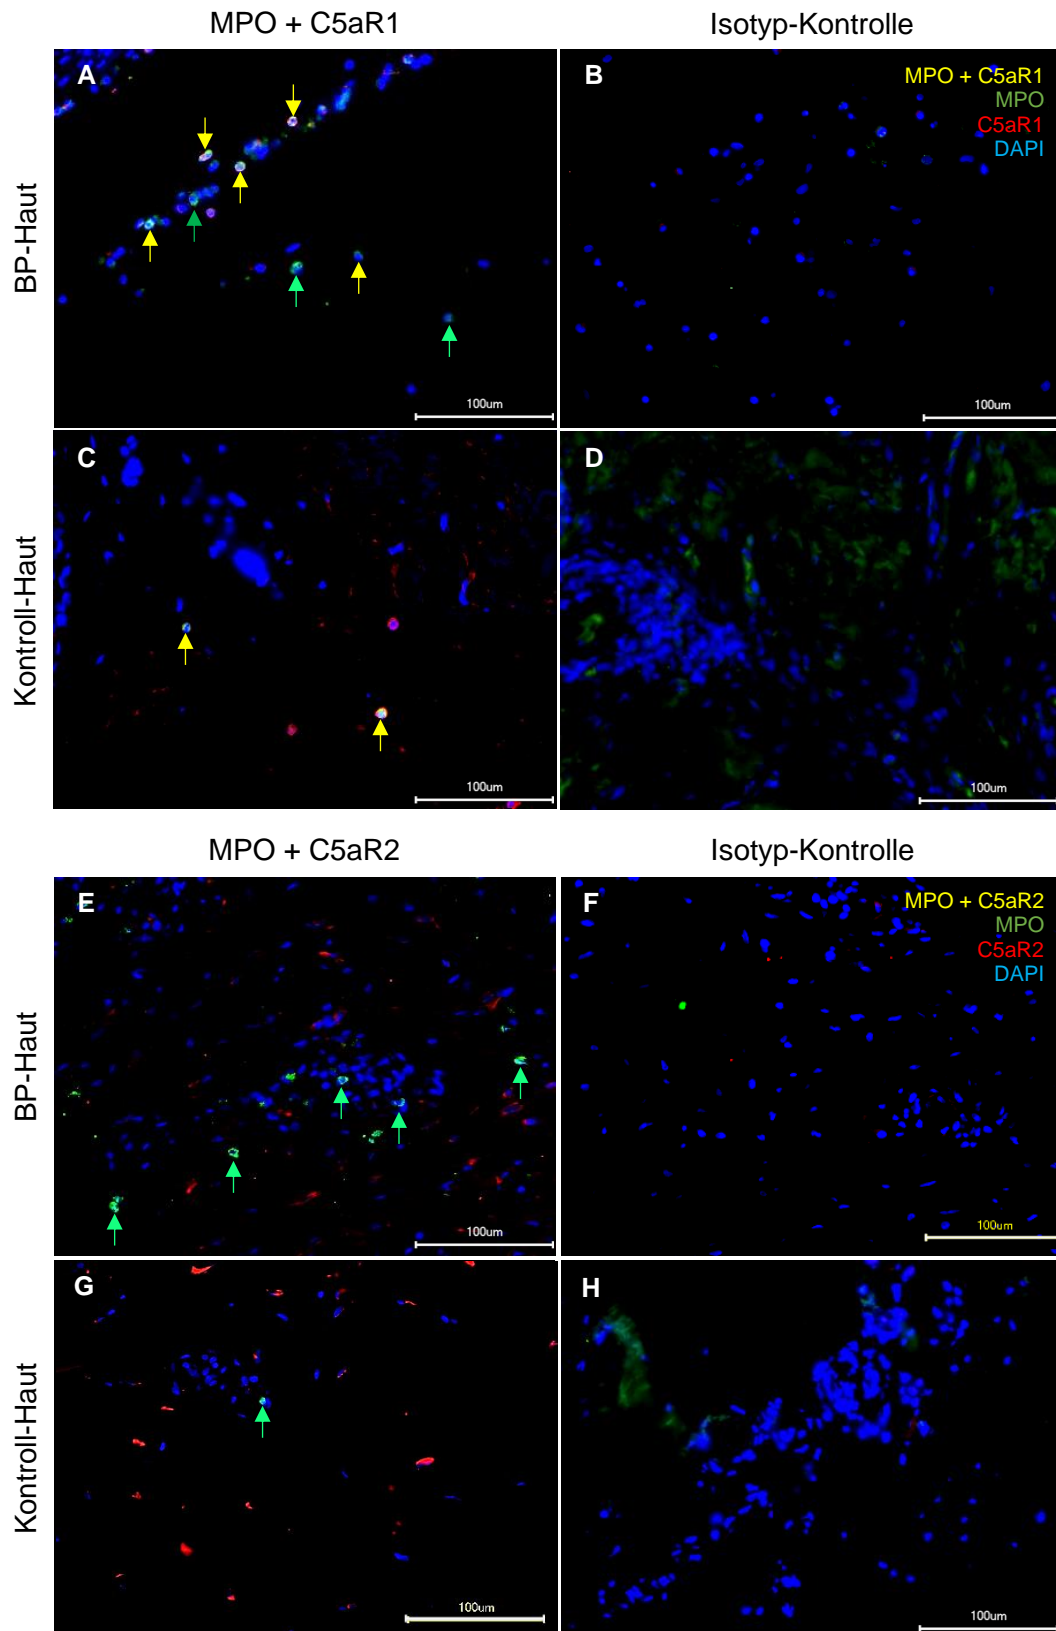 MPO + C5aR1
Isotyp-Kontrolle
BP-Haut
A
100um
B
MPO + C5aR1
MPO
C5aR1
DAPI
100um
Kontroll-Haut
C
100um
D
100um
MPO + C5aR2
Isotyp-Kontrolle
BP-Haut
E
100um
F
MPO + C5aR2
MPO
C5aR2
DAPI
100um
Kontroll-Haut
G
100um
H
100um